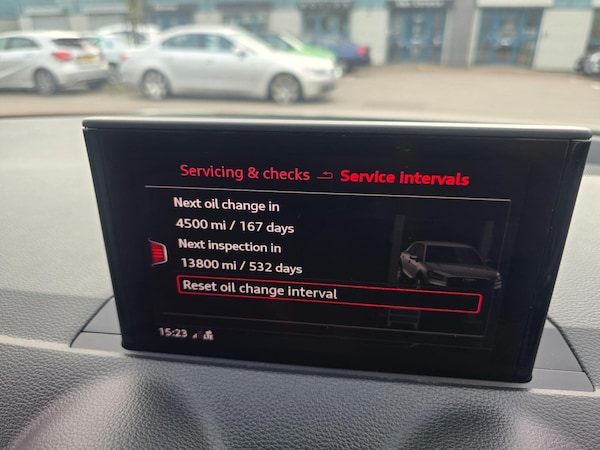 Servicing & checks Service intervals
Next oil change in
4500 mi / 167 days
Next inspection in
13800 mi / 532 days
Reset oil change interval
15:23